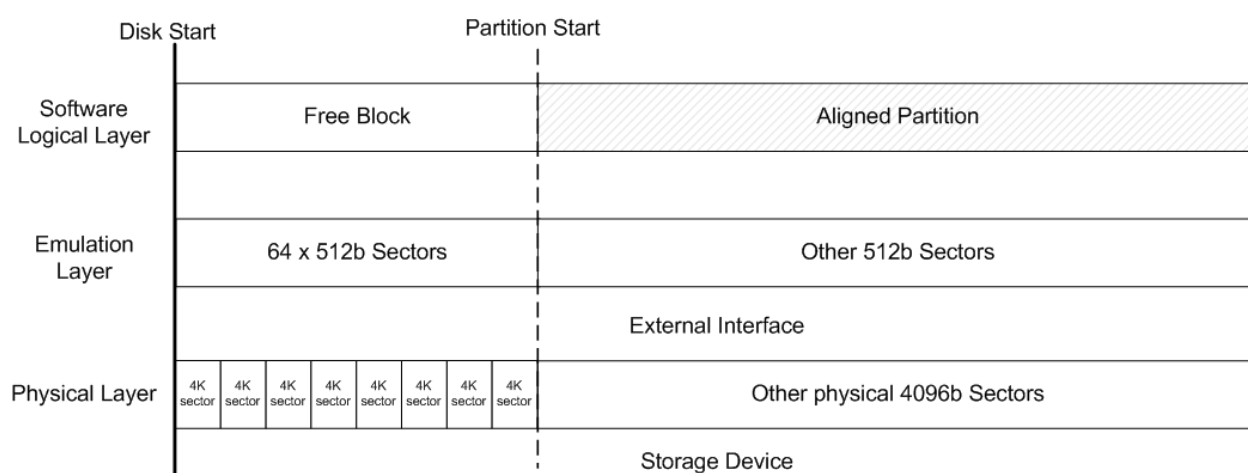 Disk Start
Partition Start
Software
Logical Layer
Free Block
Aligned Partition
Emulation
Layer
64 x 512b Sectors
Other 512b Sectors
External Interface
Physical Layer
4K
sector
4K
sector
4K
sector
4K
sector
4K
sector
4K
sector
4K
sector
4K
sector
Other physical 4096b Sectors
Storage Device